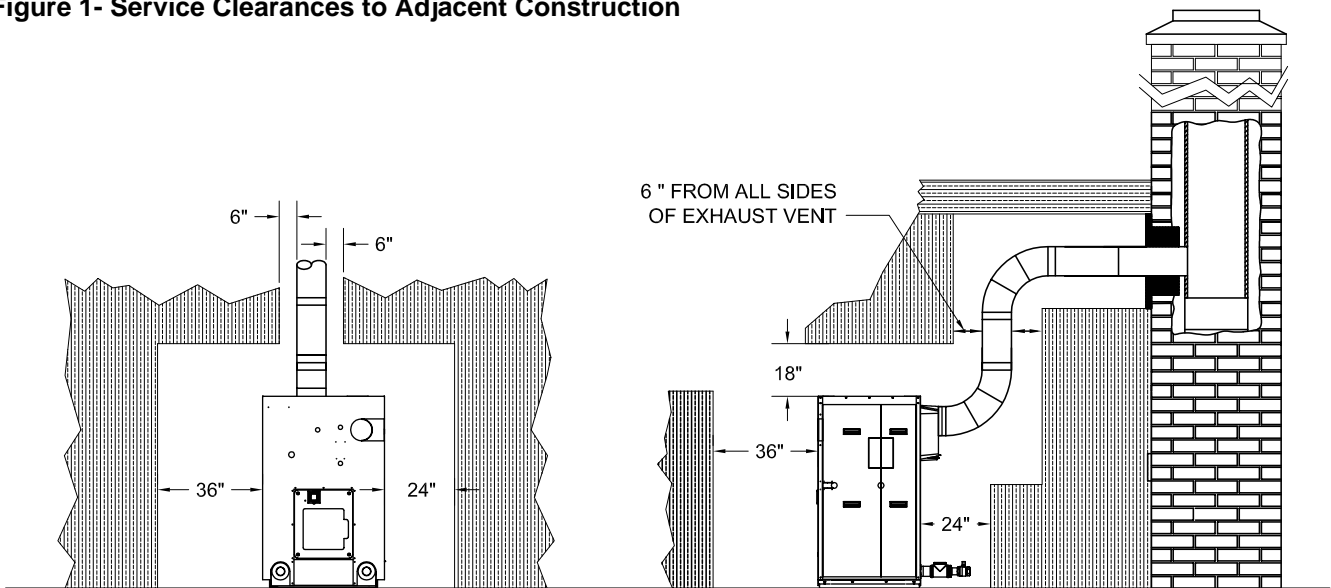 Figure 1- Service Clearances to Adjacent Construction
6 " FROM ALL SIDES
OF EXHAUST VENT
6"
6"
18"
36"
24"
36"
24"